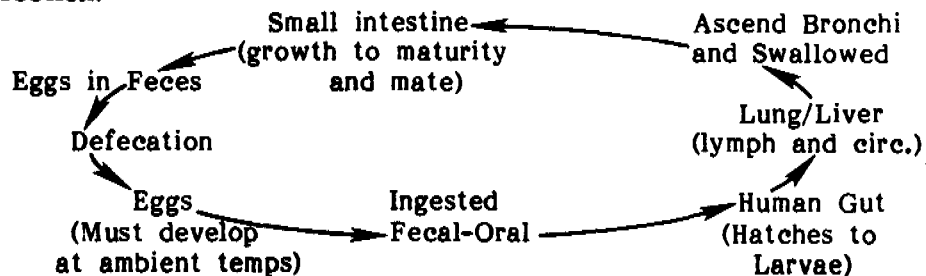 Small intestine
(growth to maturity
and mate)
Eggs in Feces
Defecation
Eggs
(Must develop
at ambient temps)
Ingested
Fecal-Oral
Human Gut
(Hatches to
Larvae)
Lung/Liver
(lymph and circ.)
Ascend Bronchi
and Swallowed